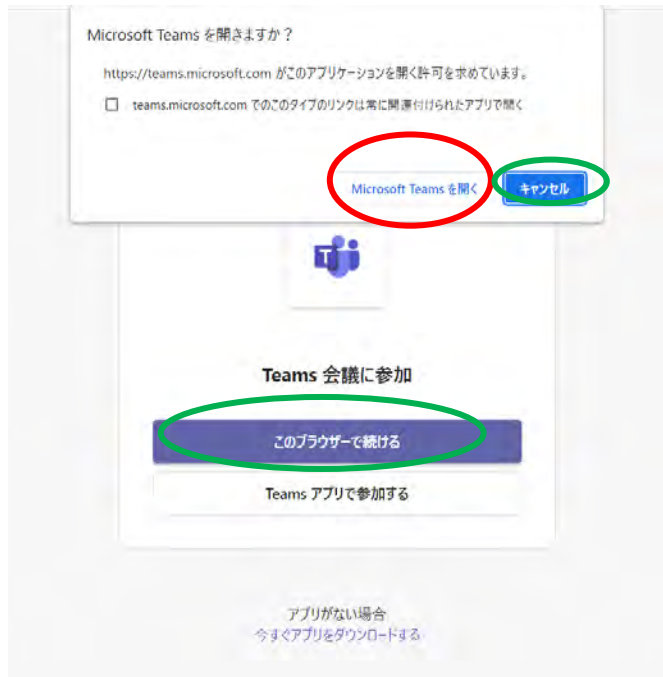 Microsoft Teams を開きますか？
https://teams.microsoft.com がこのアプリケーションを開く許可を求めています。
teams.microsoft.com でのこのタイプのリンクは常に関連付けられたアプリで開く
Microsoft Teams を開く キャンセル
Teams 会議に参加
このブラウザーで続ける
Teams アプリで参加する
アプリがない場合
今すぐアプリをダウンロードする